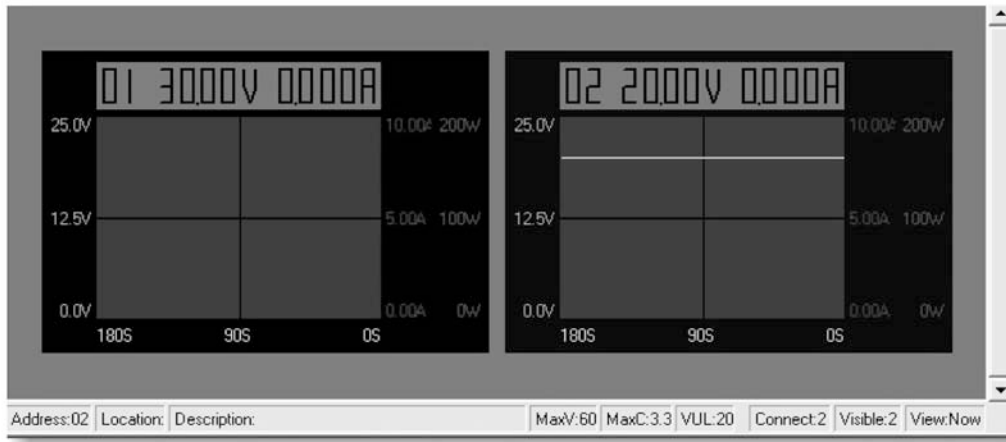 01 30.00V 0.000A
25.0V 10.00A 200W
12.5V 5.00A 100W
0.0V 0.00A 0W
180S 90S 0S
02 20.00V 0.000A
25.0V 10.00A 200W
12.5V 5.00A 100W
0.0V 0.00A 0W
180S 90S 0S
Address:02 Location: Description: MaxV:60 MaxC:3.3 VUL:20 Connect:2 Visible:2 View:Now